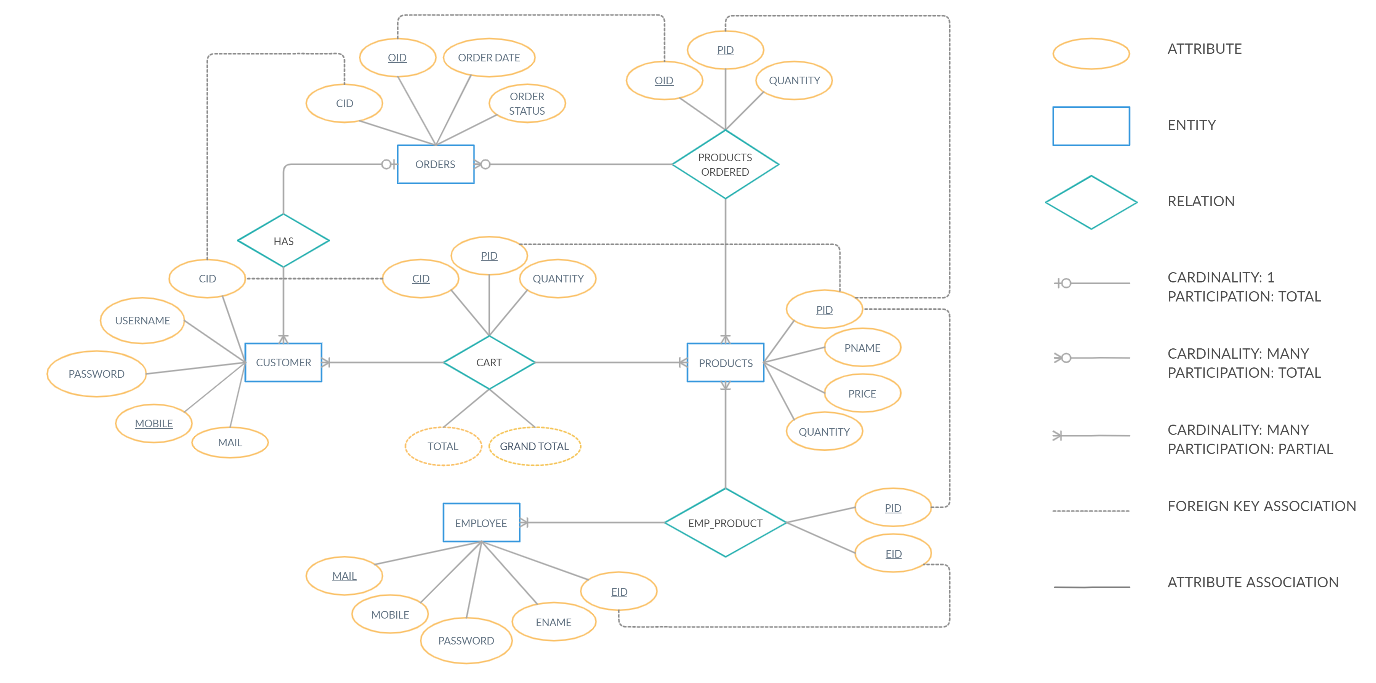 PID
OID
ORDER DATE
OID
QUANTITY
CID
ORDER
STATUS
ORDERS
PRODUCTS
ORDERED
HAS
PID
CID
CID
QUANTITY
USERNAME
PASSWORD
MOBILE
MAIL
CUSTOMER
CART
TOTAL
GRAND TOTAL
PRODUCTS
PID
PNAME
PRICE
QUANTITY
EMPLOYEE
EMP_PRODUCT
PID
EID
MAIL
MOBILE
PASSWORD
ENAME
EID
ATTRIBUTE
ENTITY
RELATION
CARDINALITY: 1
PARTICIPATION: TOTAL
CARDINALITY: MANY
PARTICIPATION: TOTAL
CARDINALITY: MANY
PARTICIPATION: PARTIAL
FOREIGN KEY ASSOCIATION
ATTRIBUTE ASSOCIATION